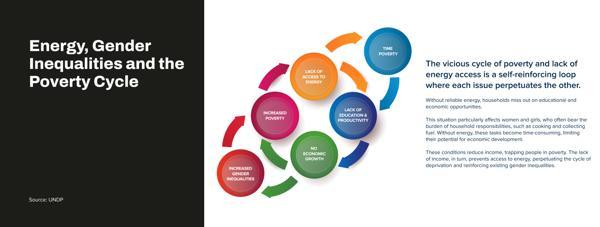 Energy, Gender
Inequalities and the
Poverty Cycle
Source: UNDP
TIME
POVERTY
LACK OF
ACCESS TO
ENERGY
LACK OF
EDUCATION &
PRODUCTIVITY
INCREASED
POVERTY
NO
ECONOMIC
GROWTH
INCREASED
GENDER
INEQUALITIES
The vicious cycle of poverty and lack of
energy access is a self-reinforcing loop
where each issue perpetuates the other.
Without reliable energy, households miss out on educational and
economic opportunities.
This situation particularly affects women and girls, who often bear the
burden of household responsibilities, such as cooking and collecting
fuel. Without energy, these tasks become time-consuming, limiting
their potential for economic development.
These conditions reduce income, trapping people in poverty. The lack
of income, in turn, prevents access to energy, perpetuating the cycle of
deprivation and reinforcing existing gender inequalities.